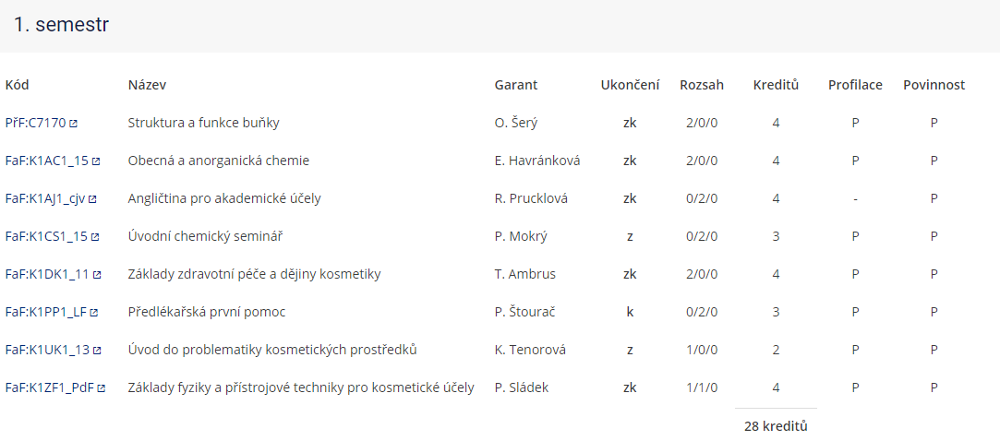 1. semestr
Kód Název Garant Ukončení Rozsah Kreditů Profilace Povinnost
PřF:C7170 Struktura a funkce buňky O. Šerý zk 2/0/0 4 P P
FaF:K1AC1_15 Obecná a anorganická chemie E. Havránková zk 2/0/0 4 P P
FaF:K1AJ1_cjv Angličtina pro akademické účely R. Prucklová zk 0/2/0 4 - P
FaF:K1CS1_15 Úvodní chemický seminář P. Mokrý z 0/2/0 3 P P
FaF:K1DK1_11 Základy zdravotní péče a dějiny kosmetiky T. Ambrus zk 2/0/0 4 P P
FaF:K1PP1_LF Předlékařská první pomoc P. Štourač k 0/2/0 3 P P
FaF:K1UK1_13 Úvod do problematiky kosmetických prostředků K. Tenorová z 1/0/0 2 P P
FaF:K1ZF1_PdF Základy fyziky a přístrojové techniky pro kosmetické účely P. Sládek zk 1/1/0 4 P P
28 kreditů